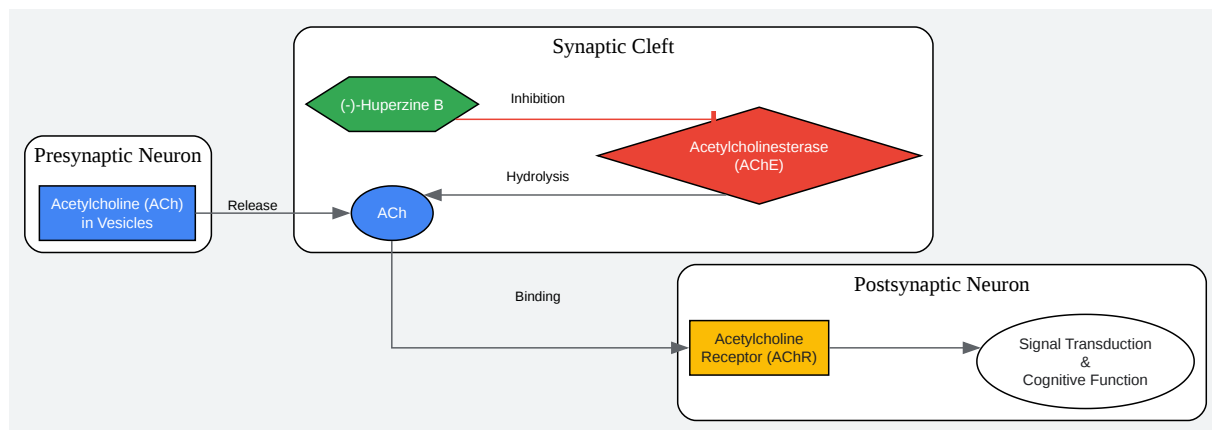 Synaptic Cleft
(-)-Huperzine B
Inhibition
Acetylcholinesterase
(AChE)
Hydrolysis
ACh
Presynaptic Neuron
Acetylcholine (ACh)
in Vesicles
Release
Binding
Postsynaptic Neuron
Acetylcholine
Receptor (AChR)
Signal Transduction
&
Cognitive Function